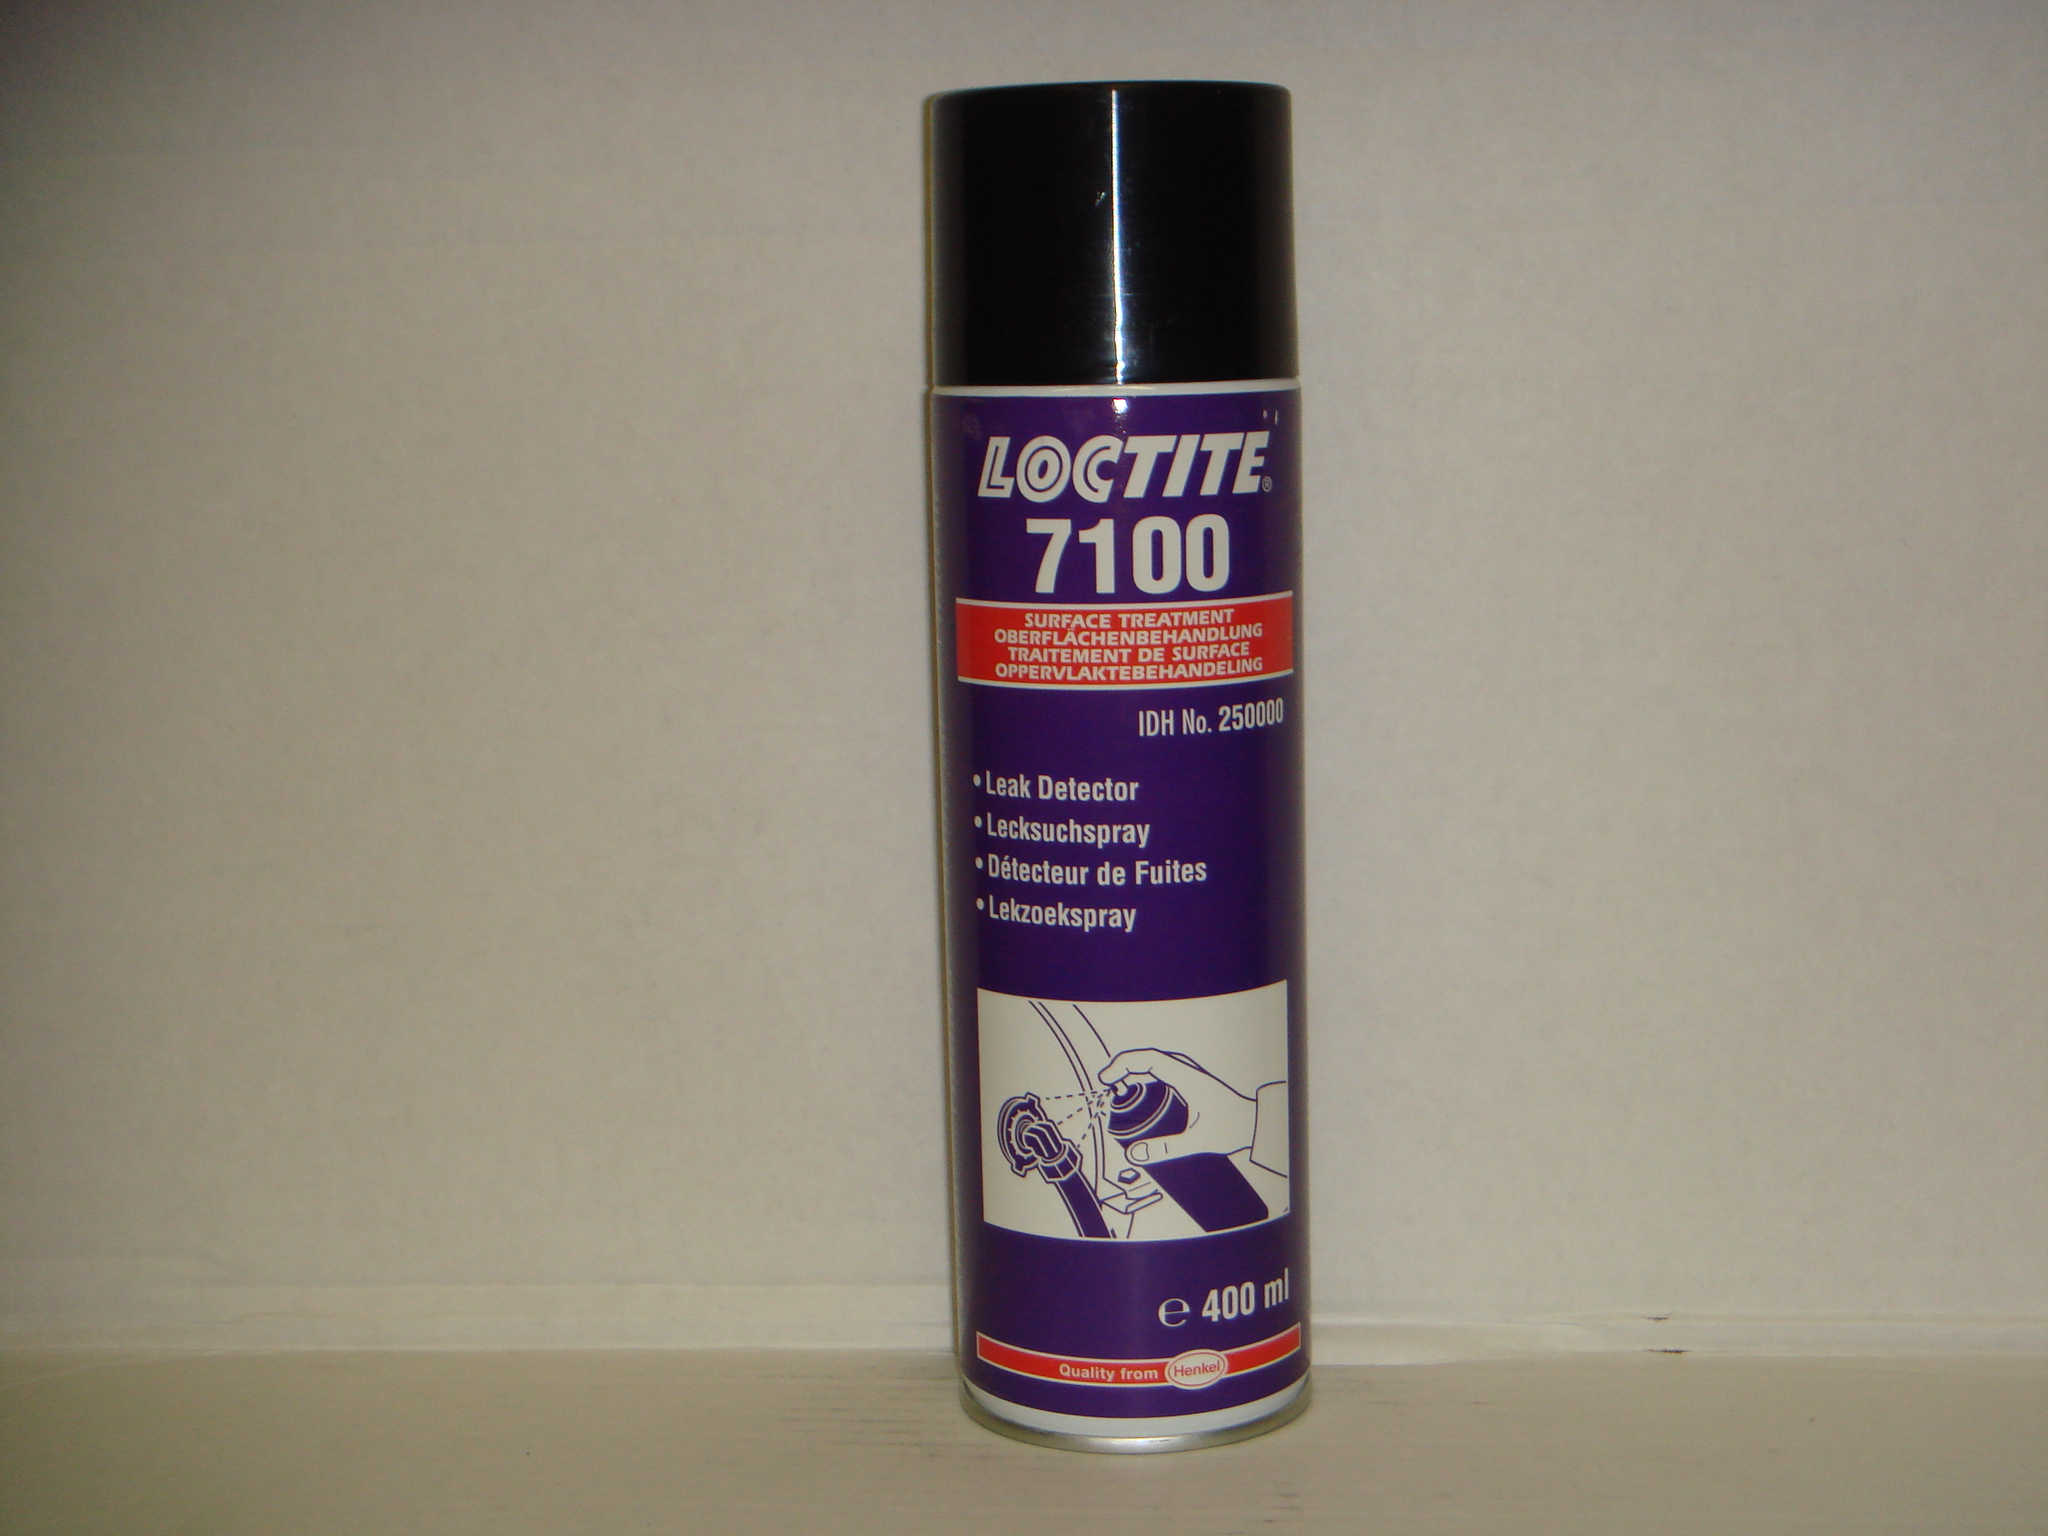 LOCTITE®
7100
SURFACE TREATMENT
OBERFLÄCHENBEHANDLUNG
TRAITEMENT DE SURFACE
OPPERVLAKTEBEHANDELING
IDH No. 250000
• Leak Detector
• Lecksuchspray
• Détecteur de Fuites
• Lekzoekspray
℮ 400 ml
Quality from Henkel